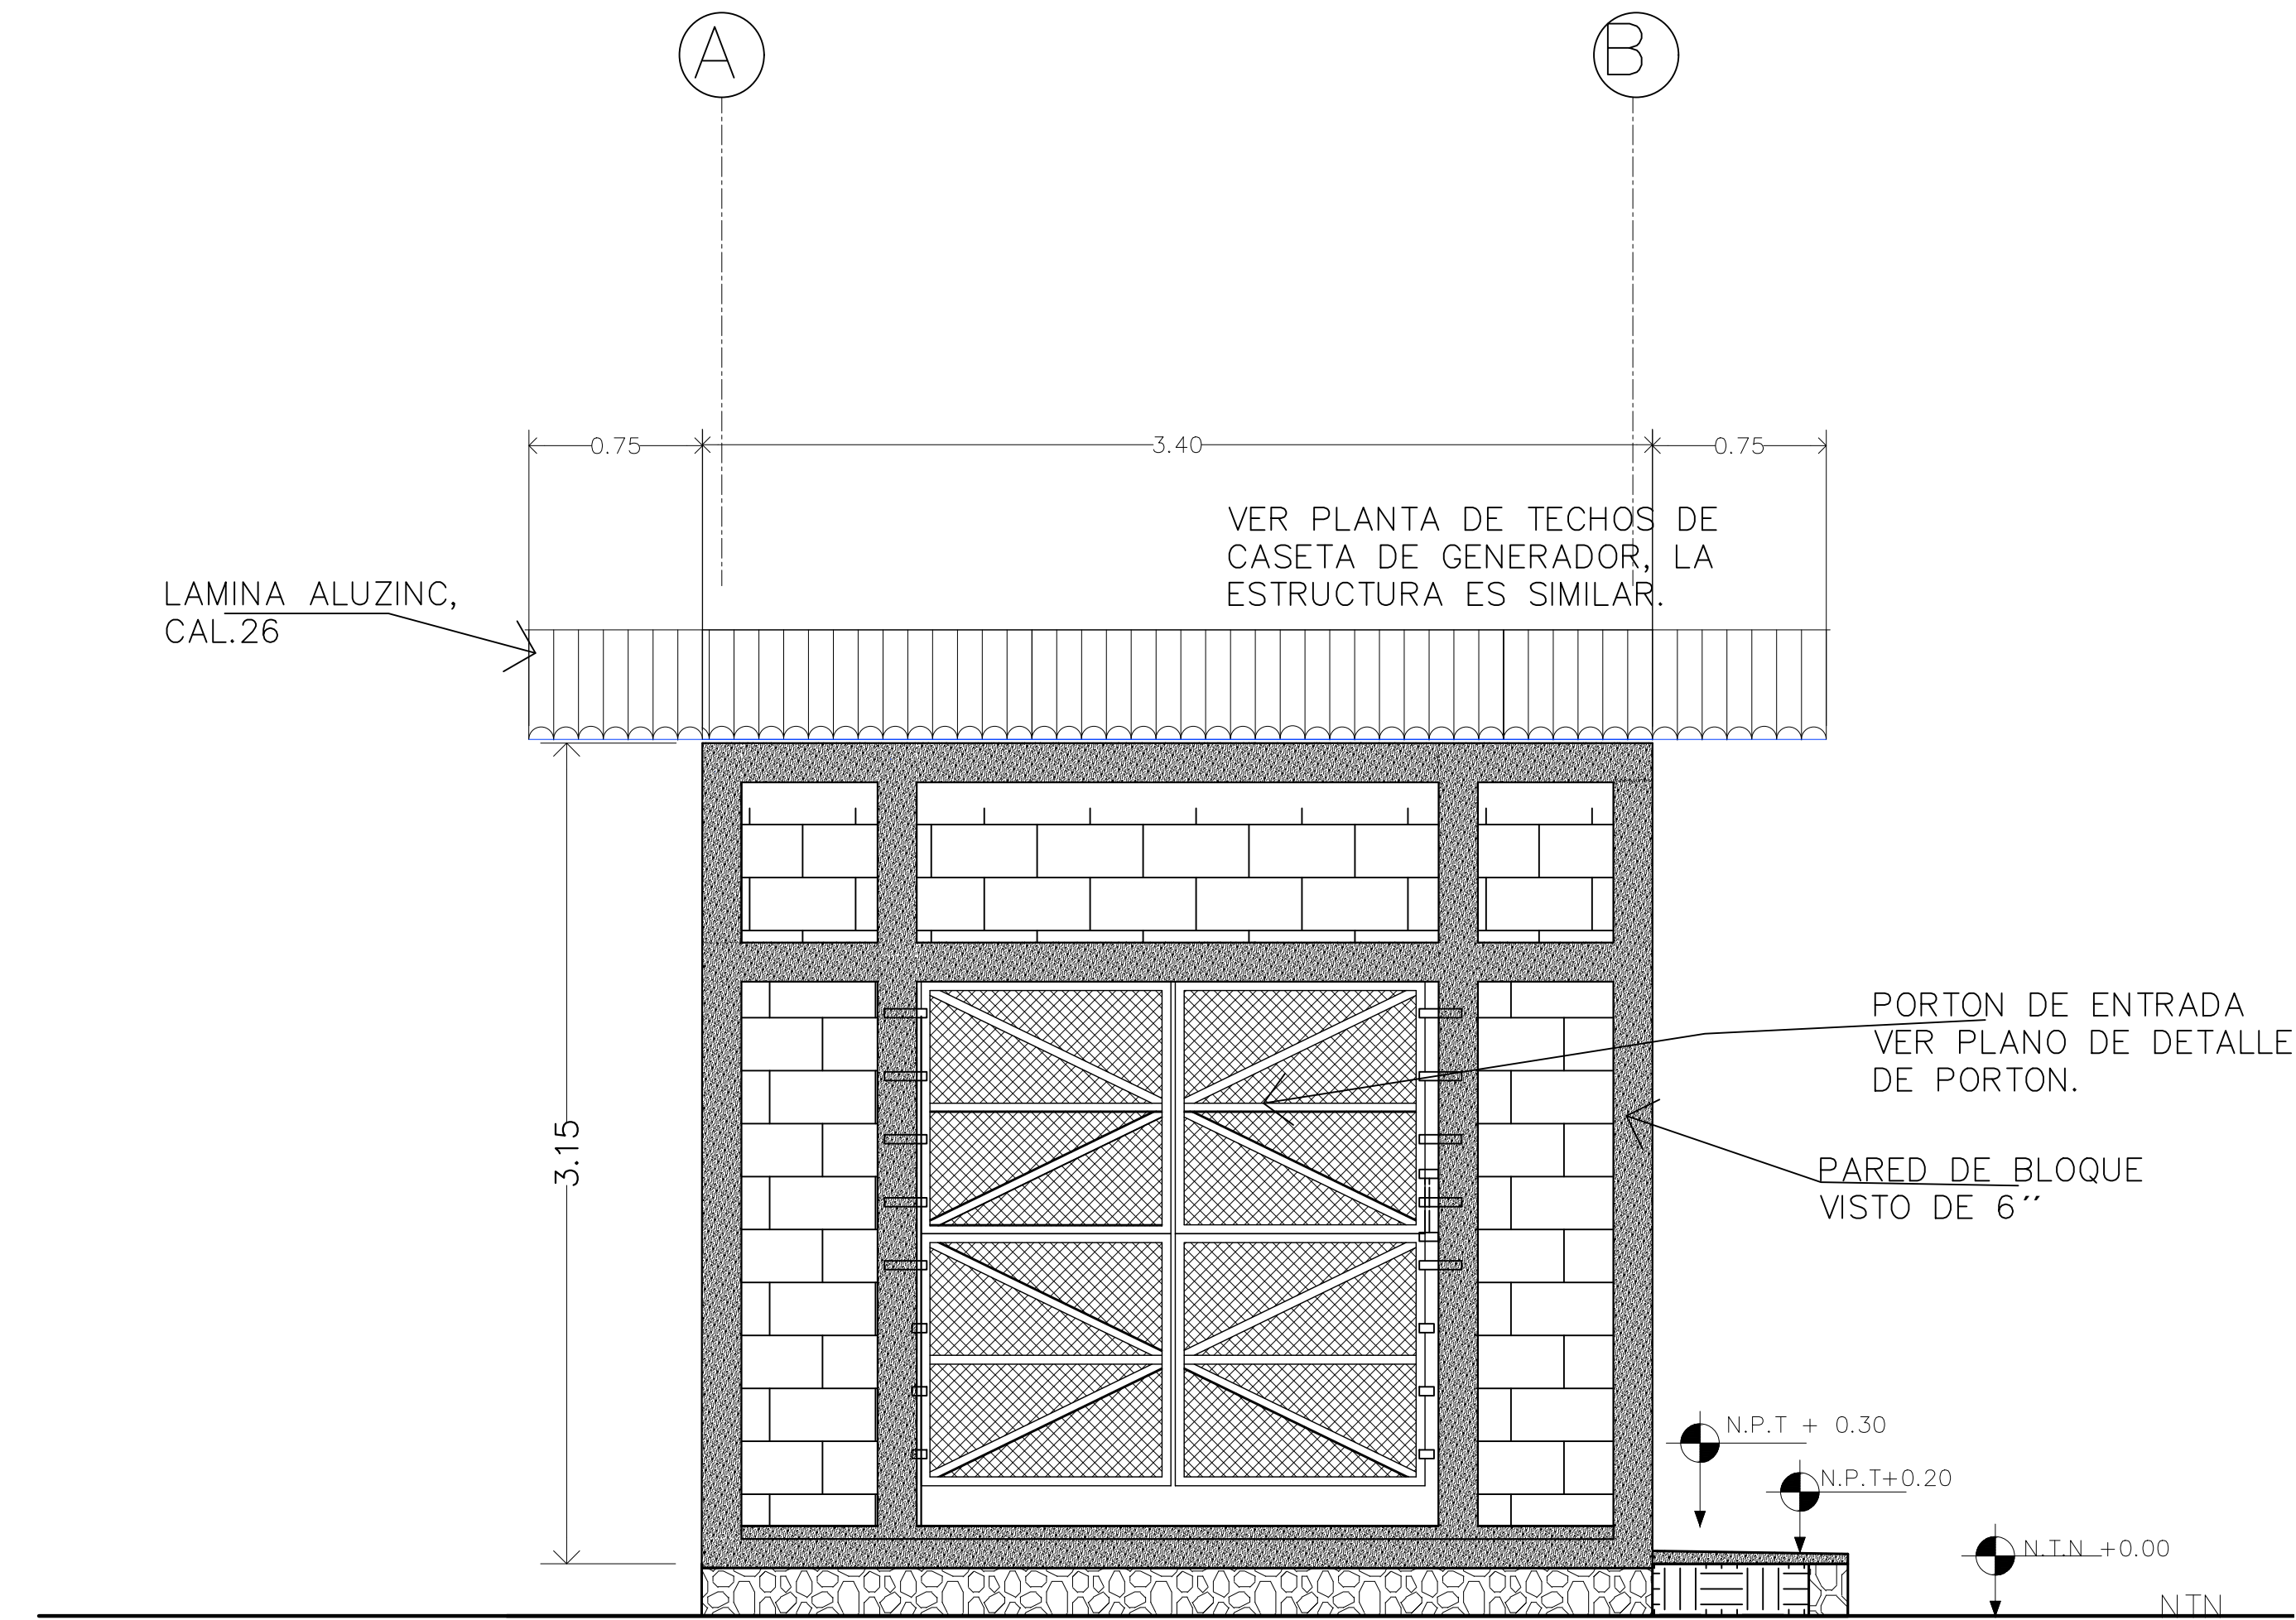 A
B
0.75
3.40
0.75
VER PLANTA DE TECHOS DE
CASETA DE GENERADOR, LA
ESTRUCTURA ES SIMILAR.
LAMINA ALUZINC,
CAL.26
PORTON DE ENTRADA
VER PLANO DE DETALLE
DE PORTON.
3.15
PARED DE BLOQUE
VISTO DE 6´´
N.P.T + 0.30
N.P.T+0.20
N.T.N +0.00
NTN